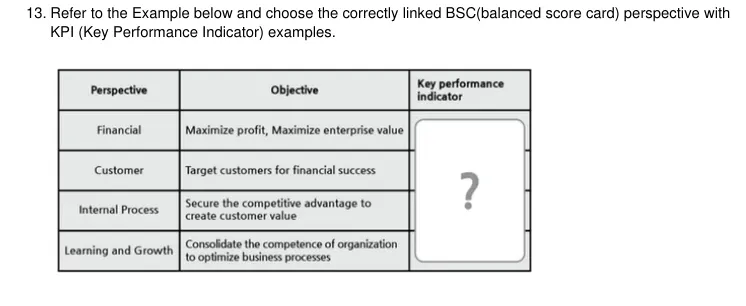 13. Refer to the Example below and choose the correctly linked BSC(balanced score card) perspective with
KPI (Key Performance Indicator) examples.
Perspective
Objective
Key performance
indicator
Financial
Maximize profit, Maximize enterprise value
Customer
Target customers for financial success
Internal Process
Secure the competitive advantage to
create customer value
Learning and Growth
Consolidate the competence of organization
to optimize business processes
?